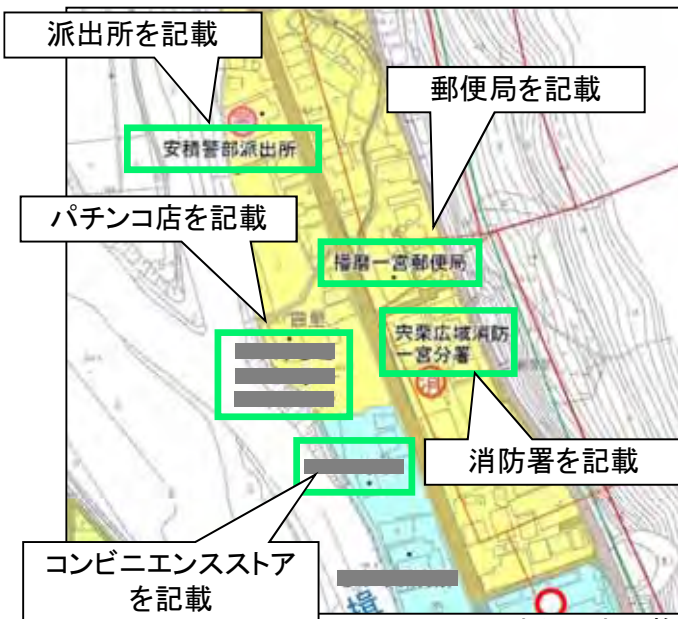 派出所を記載
郵便局を記載
安積警部派出所
パチンコ店を記載
播磨一宮郵便局
宍粟広域消防
一宮分署
消
消防署を記載
コンビニエンスストア
を記載
揖